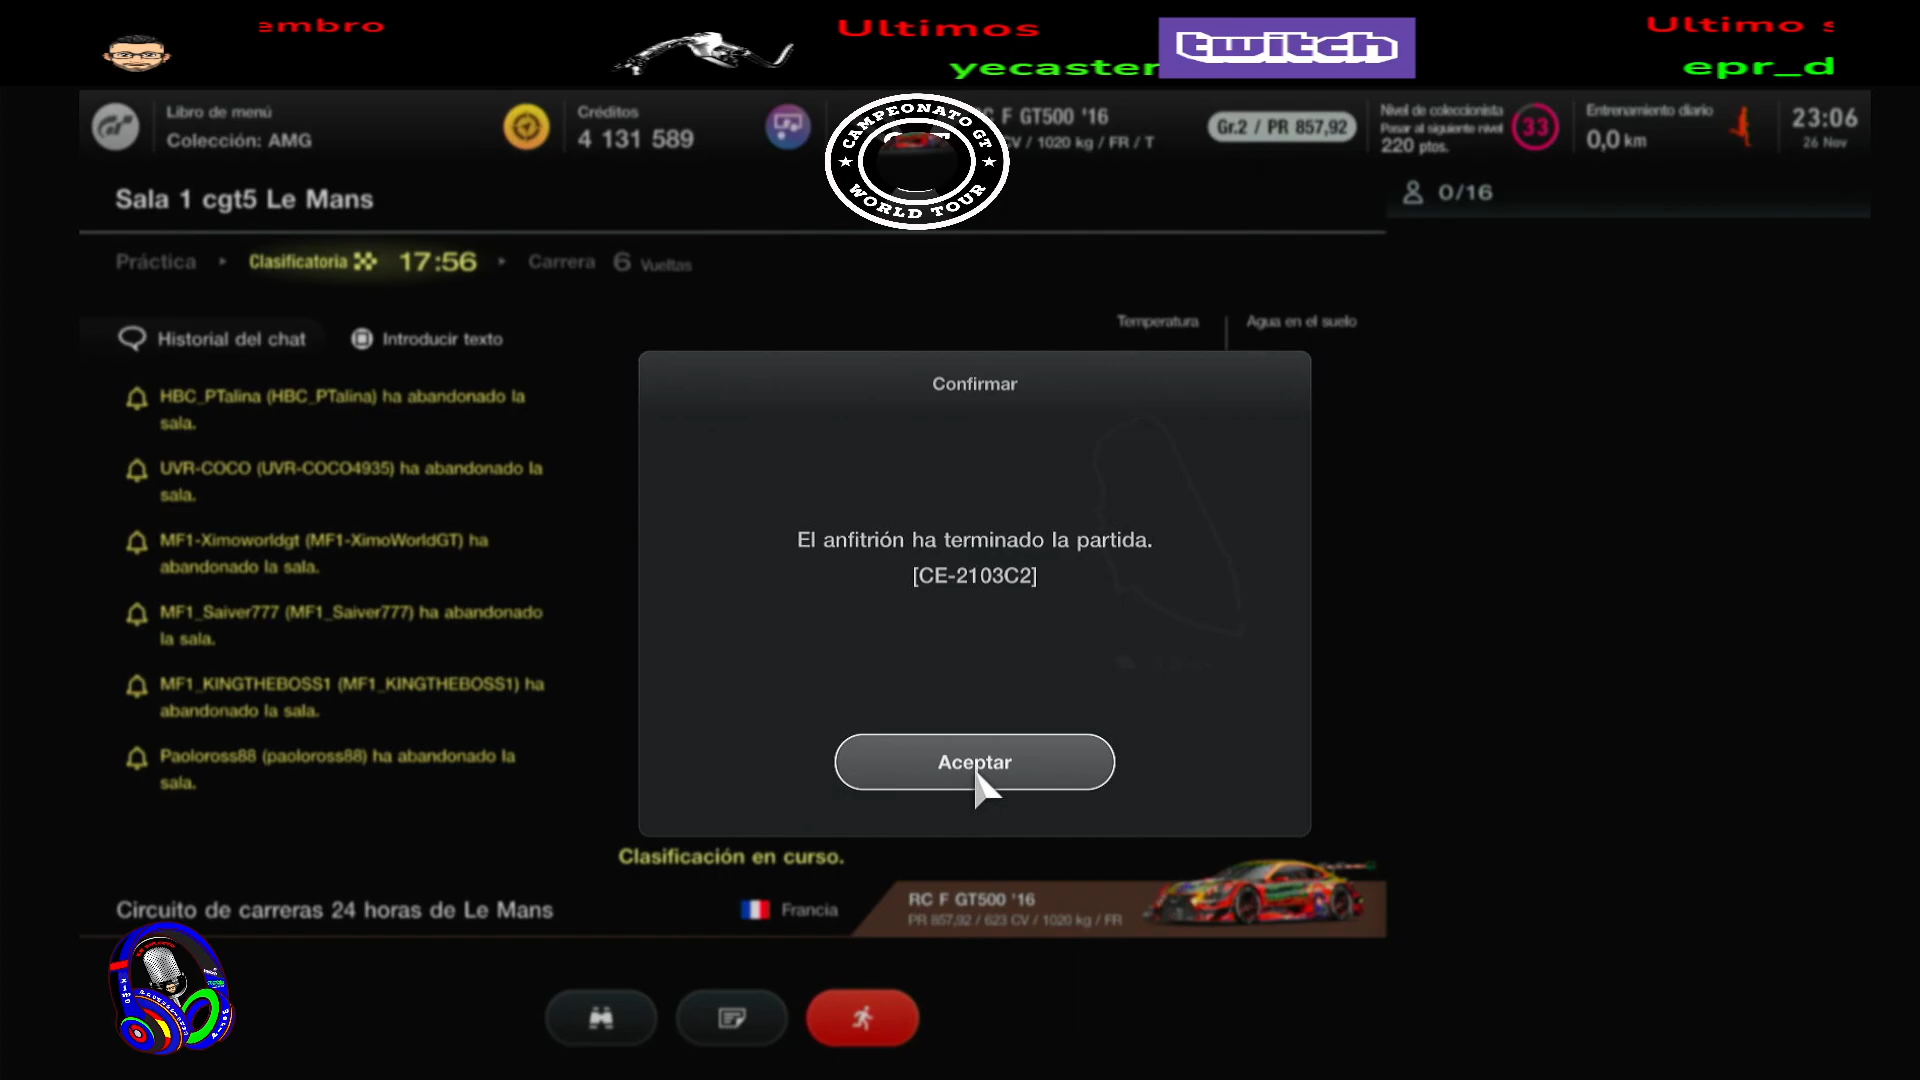 embro
Ultimos
yecaster
twitch
Ultimo s
epr_d
Libro de menú
Colección: AMG
Créditos
4 131 589
CAMPEONATO GT
WORLD TOUR
C F GT500 '16
CV / 1020 kg / FR / T
Gr.2 / PR 857,92
Nivel de coleccionista
Pasar al siguiente nivel
220 ptos.
33
Entrenamiento diario
0,0 km
23:06
26 Nov
Sala 1 cgt5 Le Mans
0/16
Práctica
Clasificatoria
17:56
Carrera 6 Vueltas
Historial del chat
Introducir texto
Temperatura
Agua en el suelo
HBC_PTalina (HBC_PTalina) ha abandonado la
sala.
UVR-COCO (UVR-COCO4935) ha abandonado la
sala.
MF1-Ximoworldgt (MF1-XimoWorldGT) ha
abandonado la sala.
MF1_Saiver777 (MF1_Saiver777) ha abandonado
la sala.
MF1_KINGTHEBOSS1 (MF1_KINGTHEBOSS1) ha
abandonado la sala.
Paoloross88 (paoloross88) ha abandonado la
sala.
Confirmar
El anfitrión ha terminado la partida.
[CE-2103C2]
Aceptar
Clasificación en curso.
Circuito de carreras 24 horas de Le Mans
Francia
RC F GT500 '16
PR 857,92 / 623 CV / 1020 kg / FR